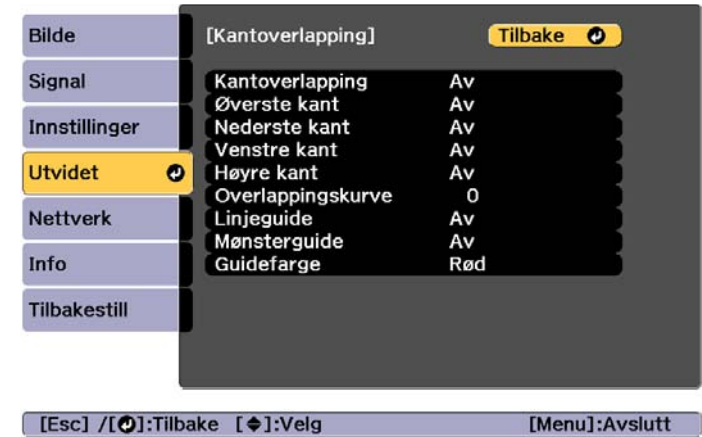 Bilde
Signal
Innstillinger
Utvidet
Nettverk
Info
Tilbakestill
[Kantoverlapping] Tilbake
Kantoverlapping Av
Øverste kant Av
Nederste kant Av
Venstre kant Av
Høyre kant Av
Overlappingskurve 0
Linjeguide Av
Mønsterguide Av
Guidefarge Rød
[Esc] /[⏎]:Tilbake [◆]:Velg [Menu]:Avslutt